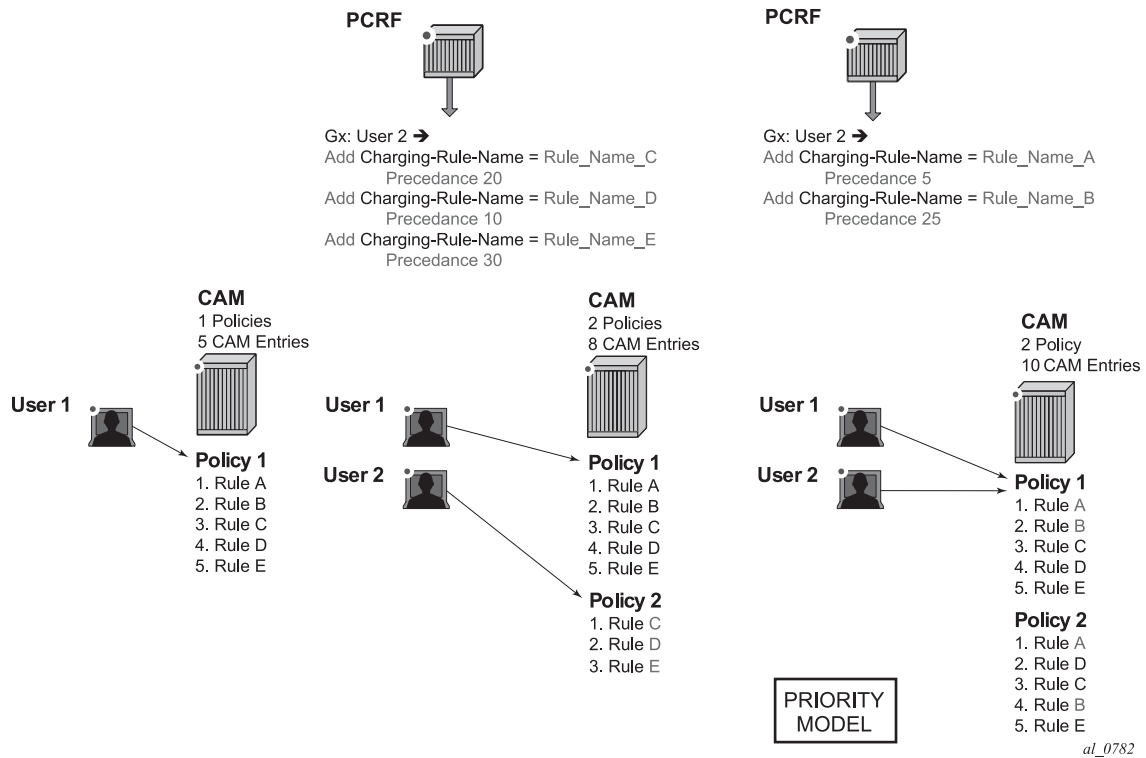 PCRF
Gx: User 2 ➔
Add Charging-Rule-Name = Rule_Name_C
Precedance 20
Add Charging-Rule-Name = Rule_Name_D
Precedance 10
Add Charging-Rule-Name = Rule_Name_E
Precedance 30
PCRF
Gx: User 2 ➔
Add Charging-Rule-Name = Rule_Name_A
Precedance 5
Add Charging-Rule-Name = Rule_Name_B
Precedance 25
CAM
1 Policies
5 CAM Entries
User 1
Policy 1
1. Rule A
2. Rule B
3. Rule C
4. Rule D
5. Rule E
CAM
2 Policies
8 CAM Entries
User 1
User 2
Policy 1
1. Rule A
2. Rule B
3. Rule C
4. Rule D
5. Rule E
Policy 2
1. Rule C
2. Rule D
3. Rule E
CAM
2 Policy
10 CAM Entries
User 1
User 2
Policy 1
1. Rule A
2. Rule B
3. Rule C
4. Rule D
5. Rule E
Policy 2
1. Rule A
2. Rule D
3. Rule C
4. Rule B
5. Rule E
PRIORITY
MODEL
al_0782